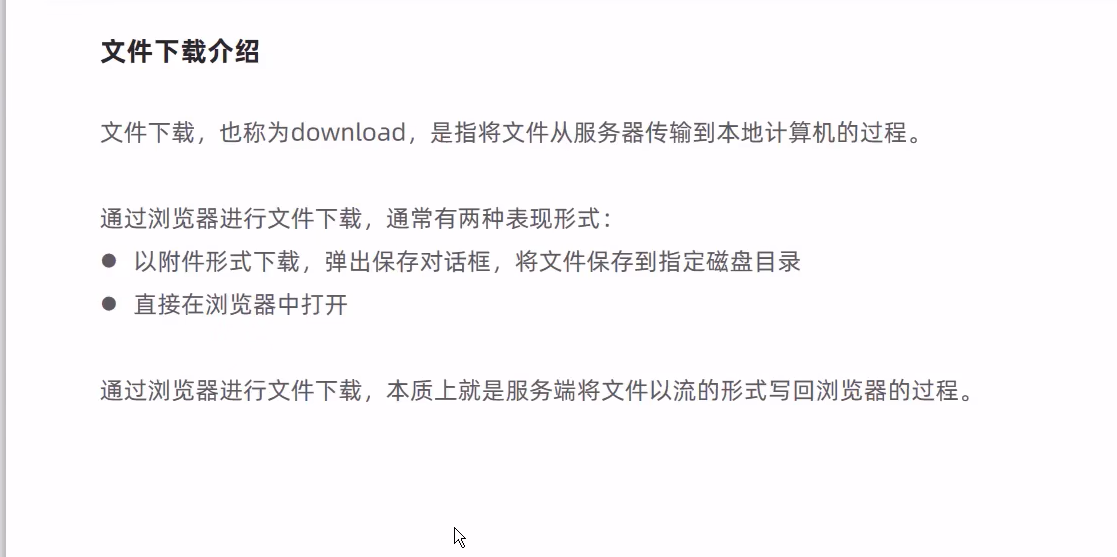 文件下载介绍
文件下载，也称为download，是指将文件从服务器传输到本地计算机的过程。
通过浏览器进行文件下载，通常有两种表现形式：
● 以附件形式下载，弹出保存对话框，将文件保存到指定磁盘目录
● 直接在浏览器中打开
通过浏览器进行文件下载，本质上就是服务端将文件以流的形式写回浏览器的过程。